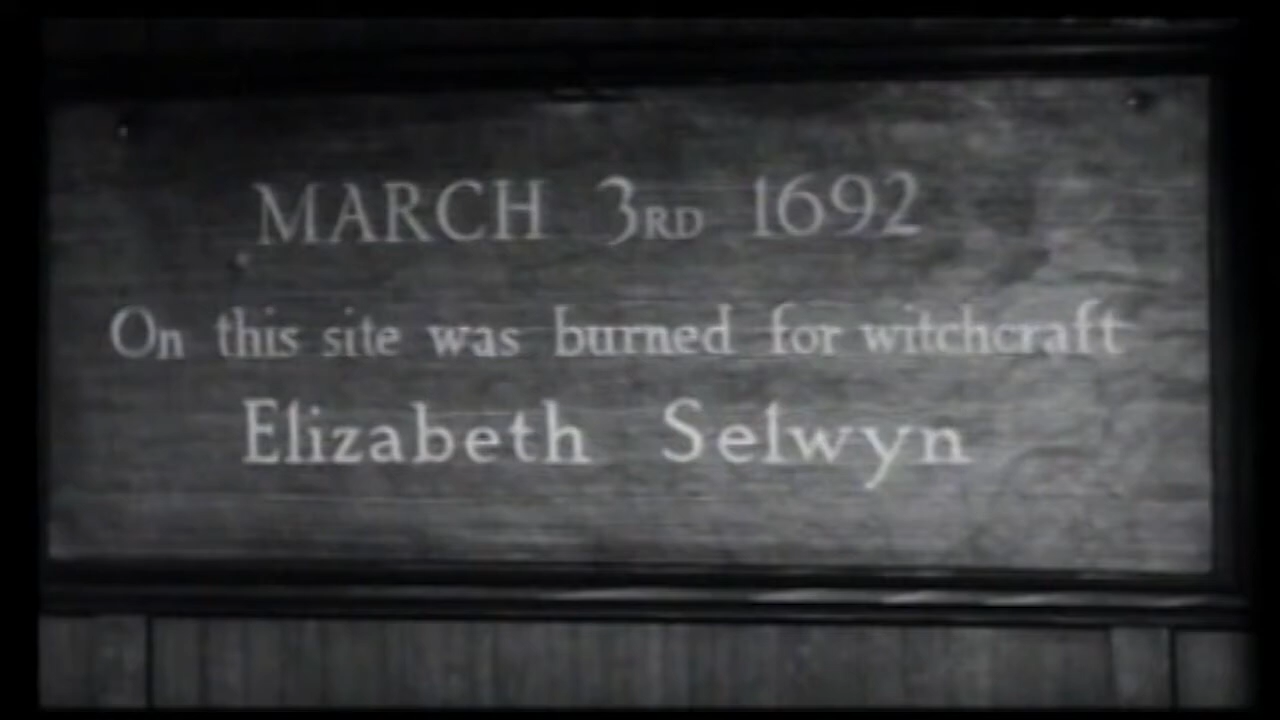 MARCH 3RD 1692
On this site was burned for witchcraft
Elizabeth Selwyn